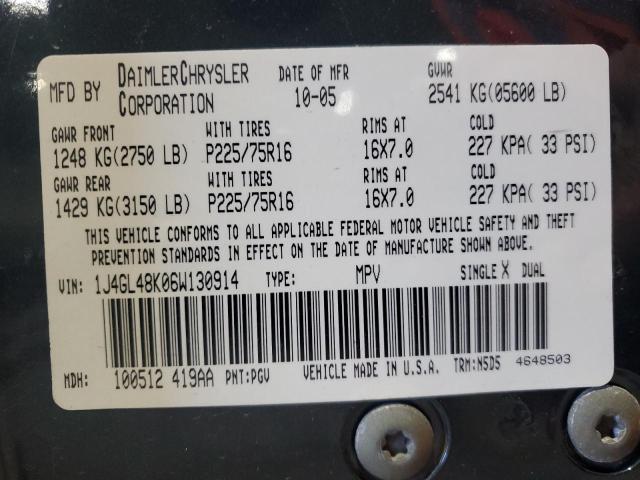 MFD BY DAIMLERCHRYSLER CORPORATION DATE OF MFR 10-05 GVWR 2541 KG(05600 LB)
GAWR FRONT WITH TIRES RIMS AT COLD
1248 KG(2750 LB) P225/75R16 16X7.0 227 KPA( 33 PSI)
GAWR REAR WITH TIRES RIMS AT COLD
1429 KG(3150 LB) P225/75R16 16X7.0 227 KPA( 33 PSI)
THIS VEHICLE CONFORMS TO ALL APPLICABLE FEDERAL MOTOR VEHICLE SAFETY AND THEFT
PREVENTION STANDARDS IN EFFECT ON THE DATE OF MANUFACTURE SHOWN ABOVE.
VIN: 1J4GL48K06W130914 TYPE: MPV SINGLE X DUAL
MDH: 100512 419AA PNT:PGV VEHICLE MADE IN U.S.A. TRM:N5D5 4648503